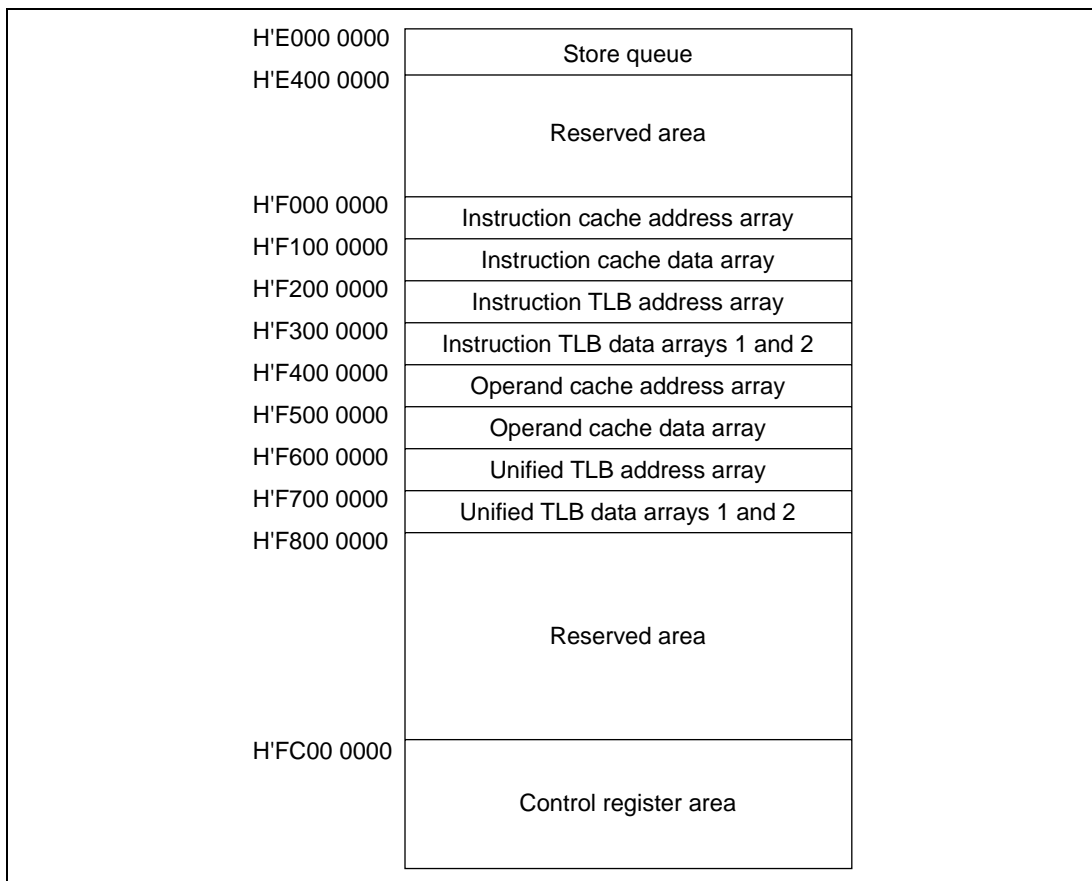 H'E000 0000
Store queue
H'E400 0000
Reserved area
H'F000 0000
Instruction cache address array
H'F100 0000
Instruction cache data array
H'F200 0000
Instruction TLB address array
H'F300 0000
Instruction TLB data arrays 1 and 2
H'F400 0000
Operand cache address array
H'F500 0000
Operand cache data array
H'F600 0000
Unified TLB address array
H'F700 0000
Unified TLB data arrays 1 and 2
H'F800 0000
Reserved area
H'FC00 0000
Control register area